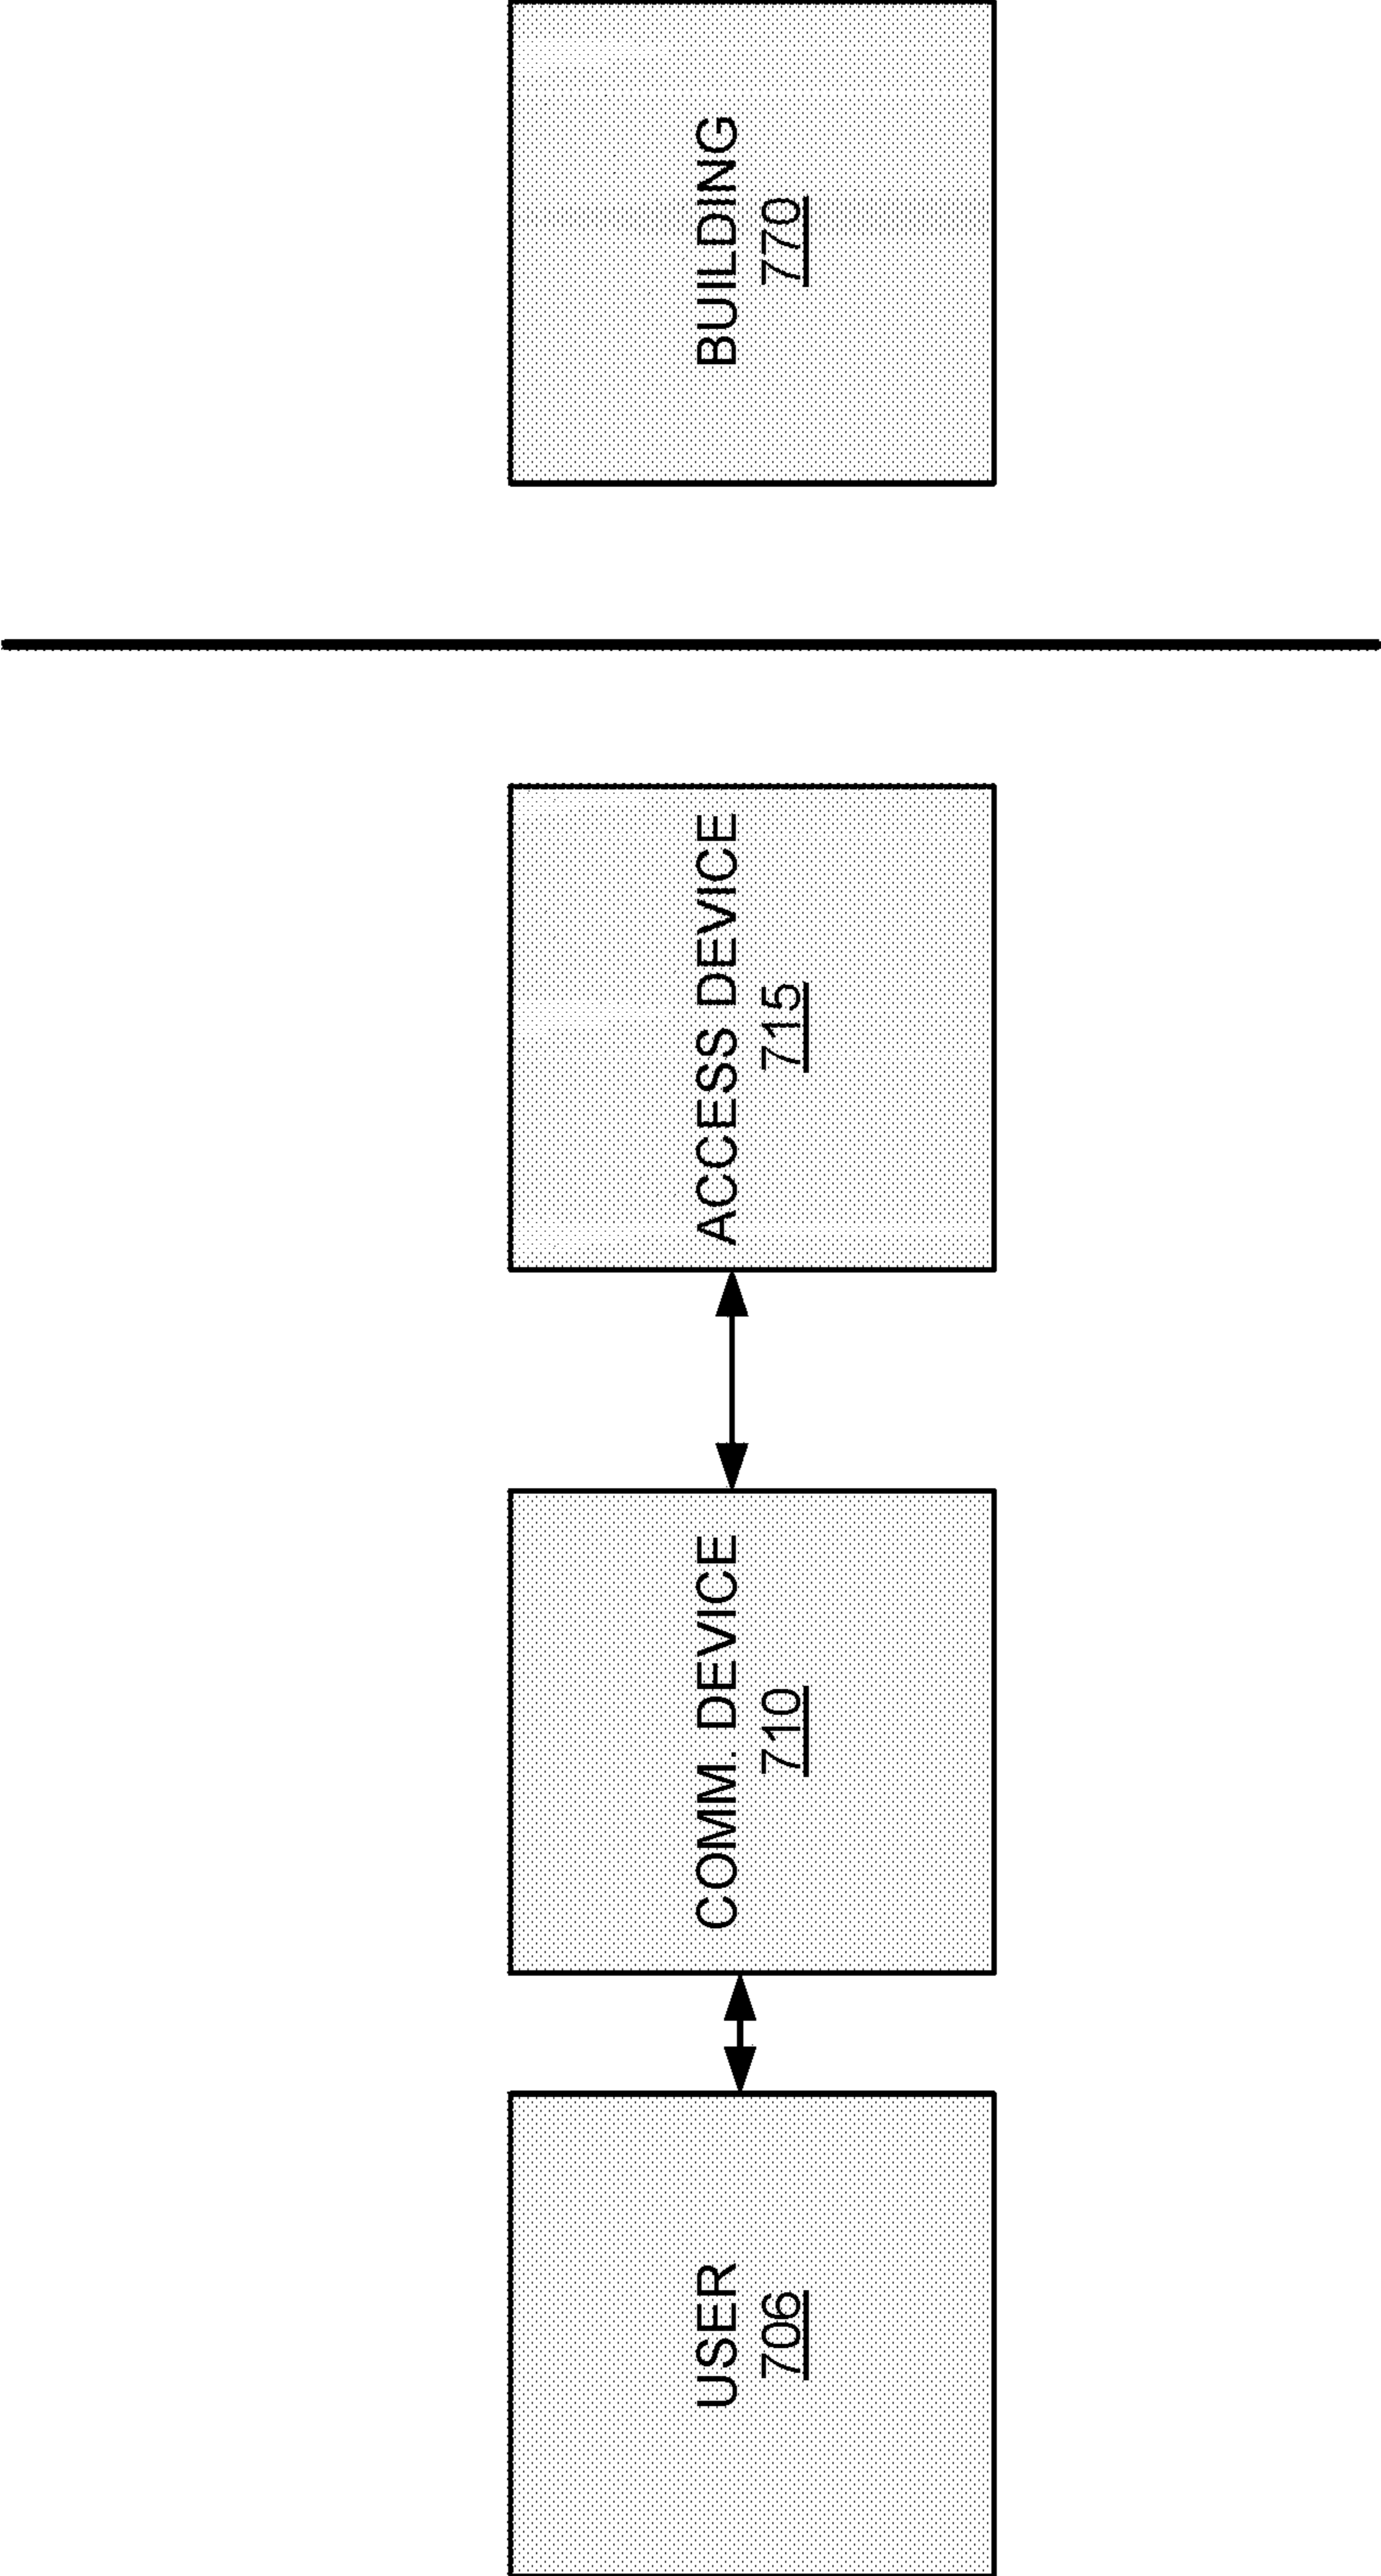 USER
706
COMM. DEVICE
710
ACCESS DEVICE
715
BUILDING
770